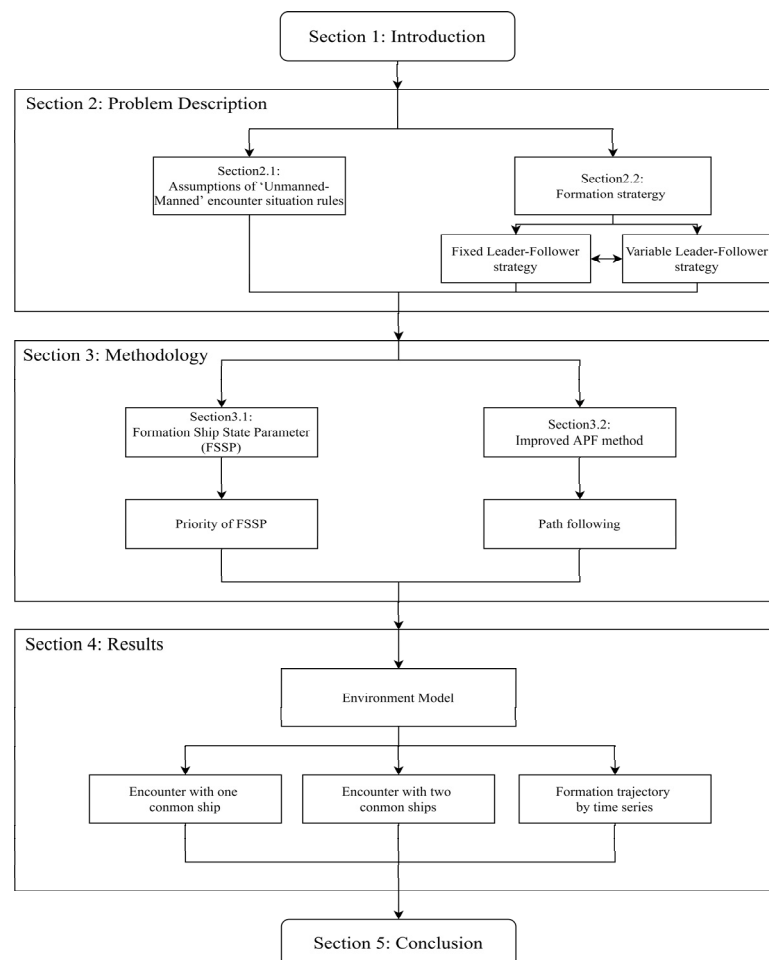 Section 1: Introduction
Section 2: Problem Description
Section2.1:
Assumptions of ‘Unmanned-
Manned’ encounter situation rules
Section2.2:
Formation stratergy
Fixed Leader-Follower
strategy
Variable Leader-Follower
strategy
Section 3: Methodology
Section3.1:
Formation Ship State Parameter
(FSSP)
Section3.2:
Improved APF method
Priority of FSSP
Path following
Section 4: Results
Environment Model
Encounter with one
common ship
Encounter with two
common ships
Formation trajectory
by time series
Section 5: Conclusion